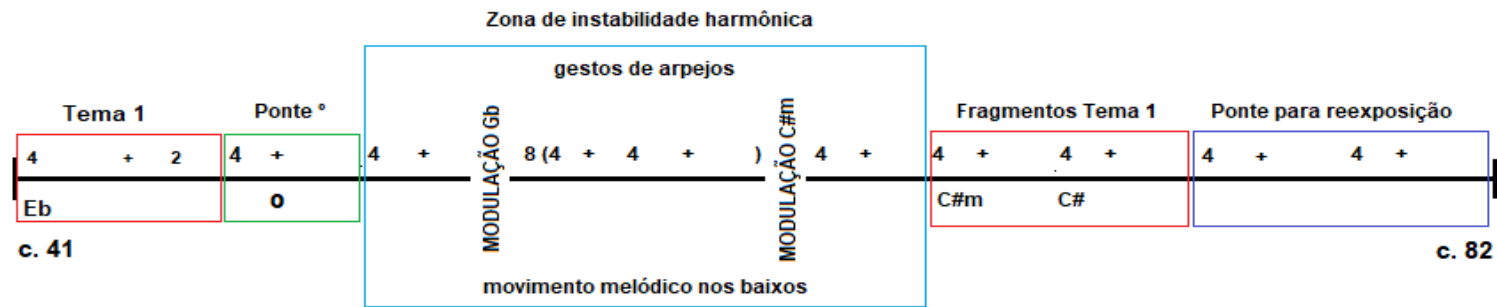 Zona de instabilidade harmônica
gestos de arpejos
Tema 1
Ponte º
Fragmentos Tema 1
Ponte para reexposição
4 + 2 4 + 4 + MODULAÇÃO Gb 8 (4 + 4 + ) MODULAÇÃO C#m 4 + 4 + 4 + 4 + 4 +
Eb o C#m C#
c. 41
c. 82
movimento melódico nos baixos